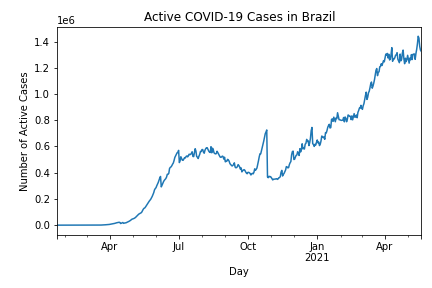 Active COVID-19 Cases in Brazil
1e6
1.4
1.2
1.0
0.8
0.6
0.4
0.2
0.0
Number of Active Cases
Apr
Jul
Oct
Jan
2021
Apr
Day